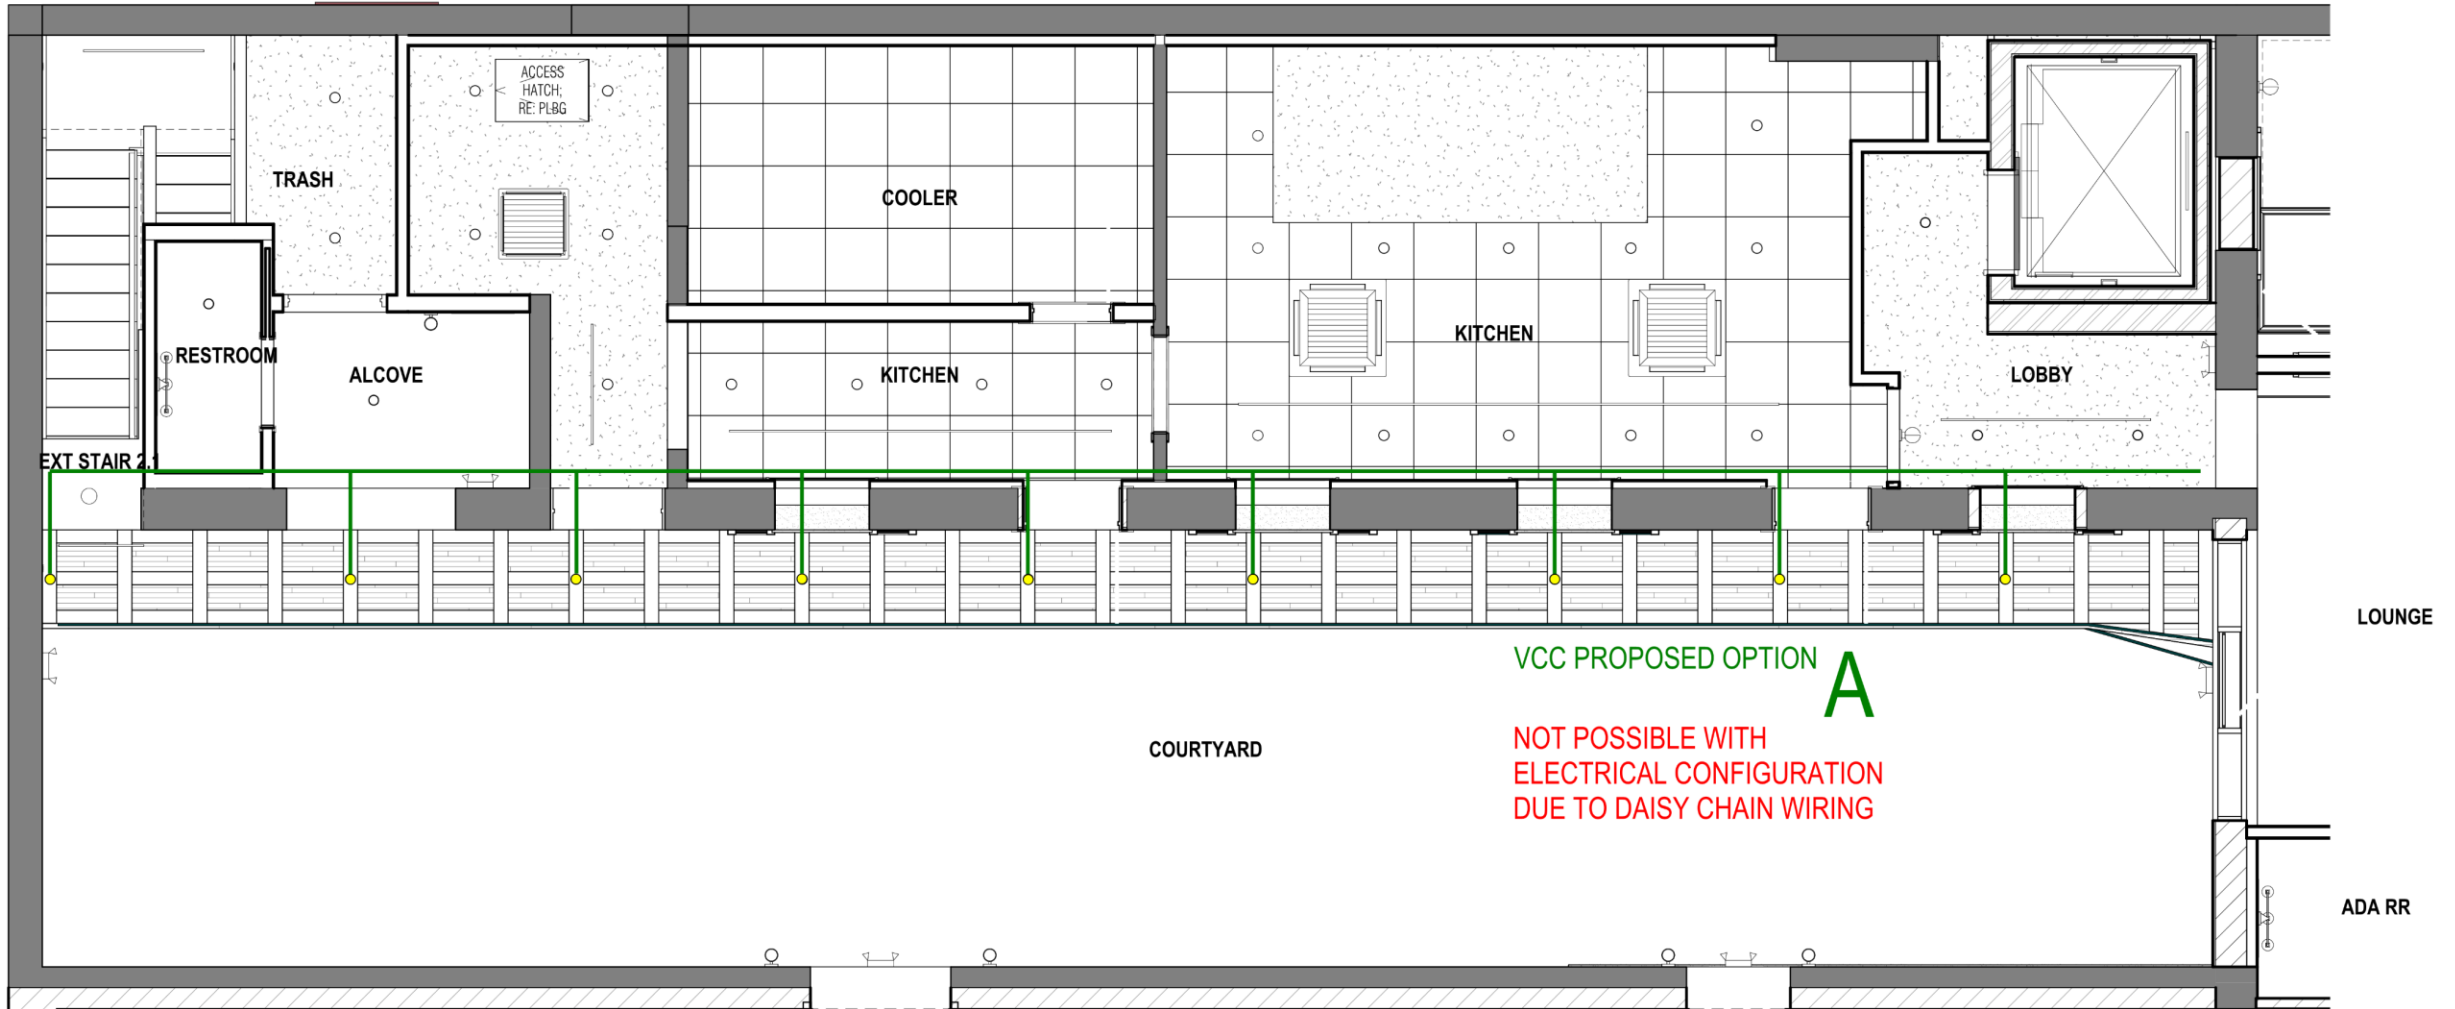 ACCESS
HATCH;
RE: PLBG
TRASH
COOLER
RESTROOM
ALCOVE
KITCHEN
KITCHEN
LOBBY
EXT STAIR 2.1
LOUNGE
VCC PROPOSED OPTION A
NOT POSSIBLE WITH
ELECTRICAL CONFIGURATION
DUE TO DAISY CHAIN WIRING
COURTYARD
ADA RR